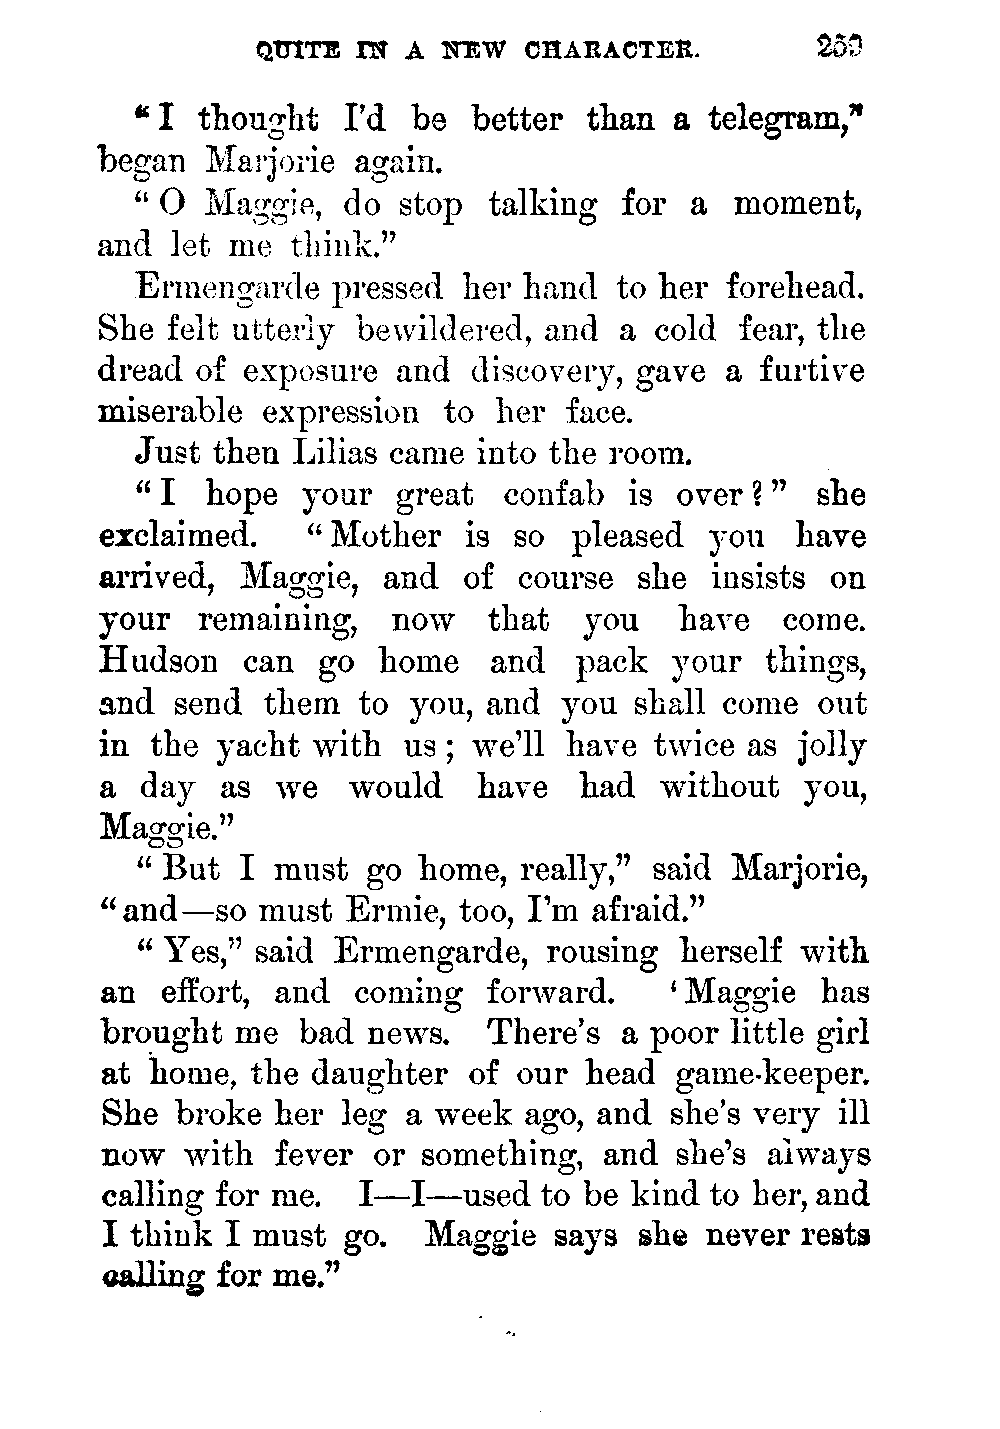 QUITE IN A NEW CHARACTER. 259
“I thought I’d be better than a telegram,”
began Marjorie again.
“O Maggie, do stop talking for a moment,
and let me think.”
Ermengarde pressed her hand to her forehead.
She felt utterly bewildered, and a cold fear, the
dread of exposure and discovery, gave a furtive
miserable expression to her face.
Just then Lilias came into the room.
“I hope your great confab is over?” she
exclaimed. “Mother is so pleased you have
arrived, Maggie, and of course she insists on
your remaining, now that you have come.
Hudson can go home and pack your things,
and send them to you, and you shall come out
in the yacht with us; we’ll have twice as jolly
a day as we would have had without you,
Maggie.”
“But I must go home, really,” said Marjorie,
“and—so must Ermie, too, I’m afraid.”
“Yes,” said Ermengarde, rousing herself with
an effort, and coming forward. ‘Maggie has
brought me bad news. There’s a poor little girl
at home, the daughter of our head game-keeper.
She broke her leg a week ago, and she’s very ill
now with fever or something, and she’s always
calling for me. I—I—used to be kind to her, and
I think I must go. Maggie says she never rests
calling for me.”